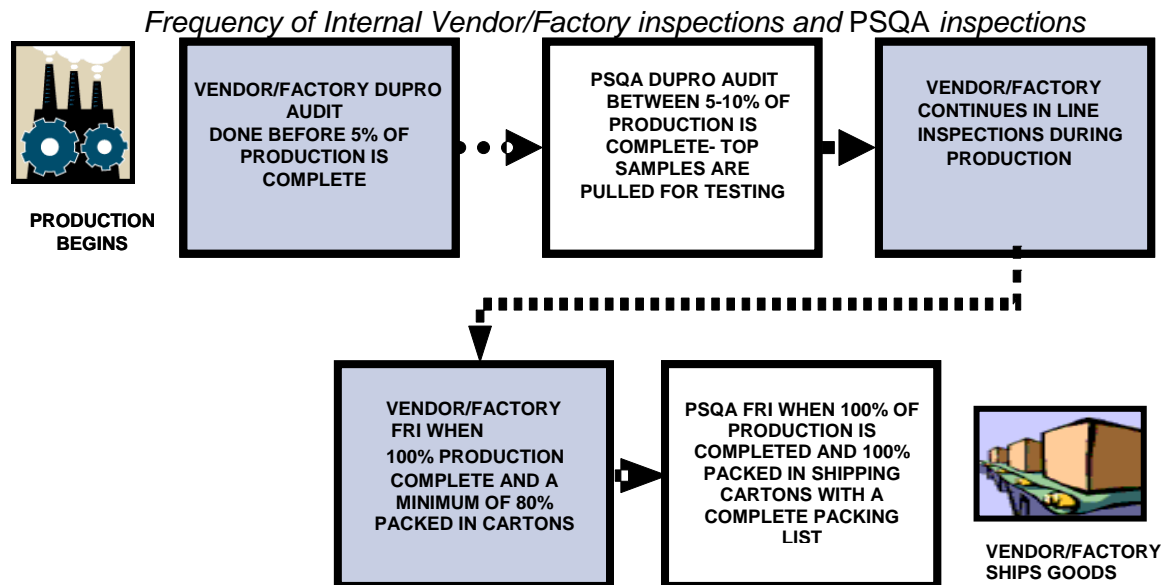 Frequency of Internal Vendor/Factory inspections and PSQA inspections
PRODUCTION
BEGINS
VENDOR/FACTORY DUPRO
AUDIT
DONE BEFORE 5% OF
PRODUCTION IS
COMPLETE
PSQA DUPRO AUDIT
BETWEEN 5-10% OF
PRODUCTION IS
COMPLETE- TOP
SAMPLES ARE
PULLED FOR TESTING
VENDOR/FACTORY
CONTINUES IN LINE
INSPECTIONS DURING
PRODUCTION
VENDOR/FACTORY
FRI WHEN
100% PRODUCTION
COMPLETE AND A
MINIMUM OF 80%
PACKED IN CARTONS
PSQA FRI WHEN 100% OF
PRODUCTION IS
COMPLETED AND 100%
PACKED IN SHIPPING
CARTONS WITH A
COMPLETE PACKING
LIST
VENDOR/FACTORY
SHIPS GOODS